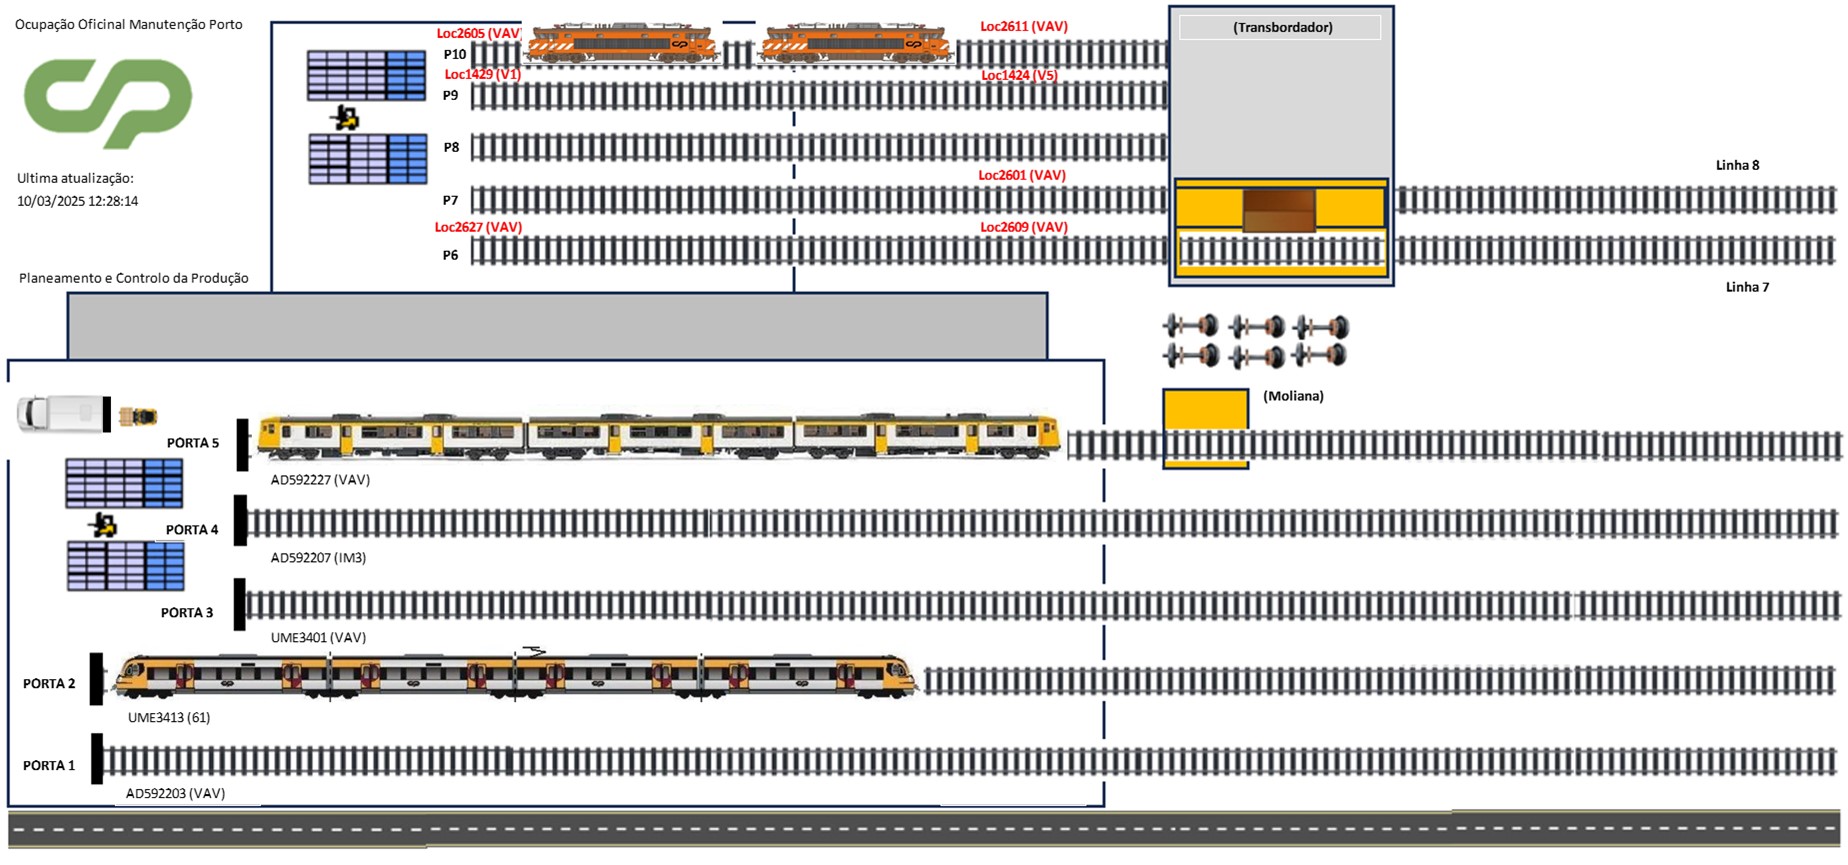 Ocupação Oficinal Manutenção Porto
Ultima atualização:
10/03/2025 12:28:14
Planeamento e Controlo da Produção
Loc2605 (VAV)
Loc2611 (VAV)
P10
Loc1429 (V1)
Loc1424 (V5)
P9
P8
Loc2601 (VAV)
P7
Loc2627 (VAV)
Loc2609 (VAV)
P6
(Transbordador)
Linha 8
Linha 7
(Moliana)
PORTA 5
AD592227 (VAV)
PORTA 4
AD592207 (IM3)
PORTA 3
UME3401 (VAV)
PORTA 2
UME3413 (61)
PORTA 1
AD592203 (VAV)